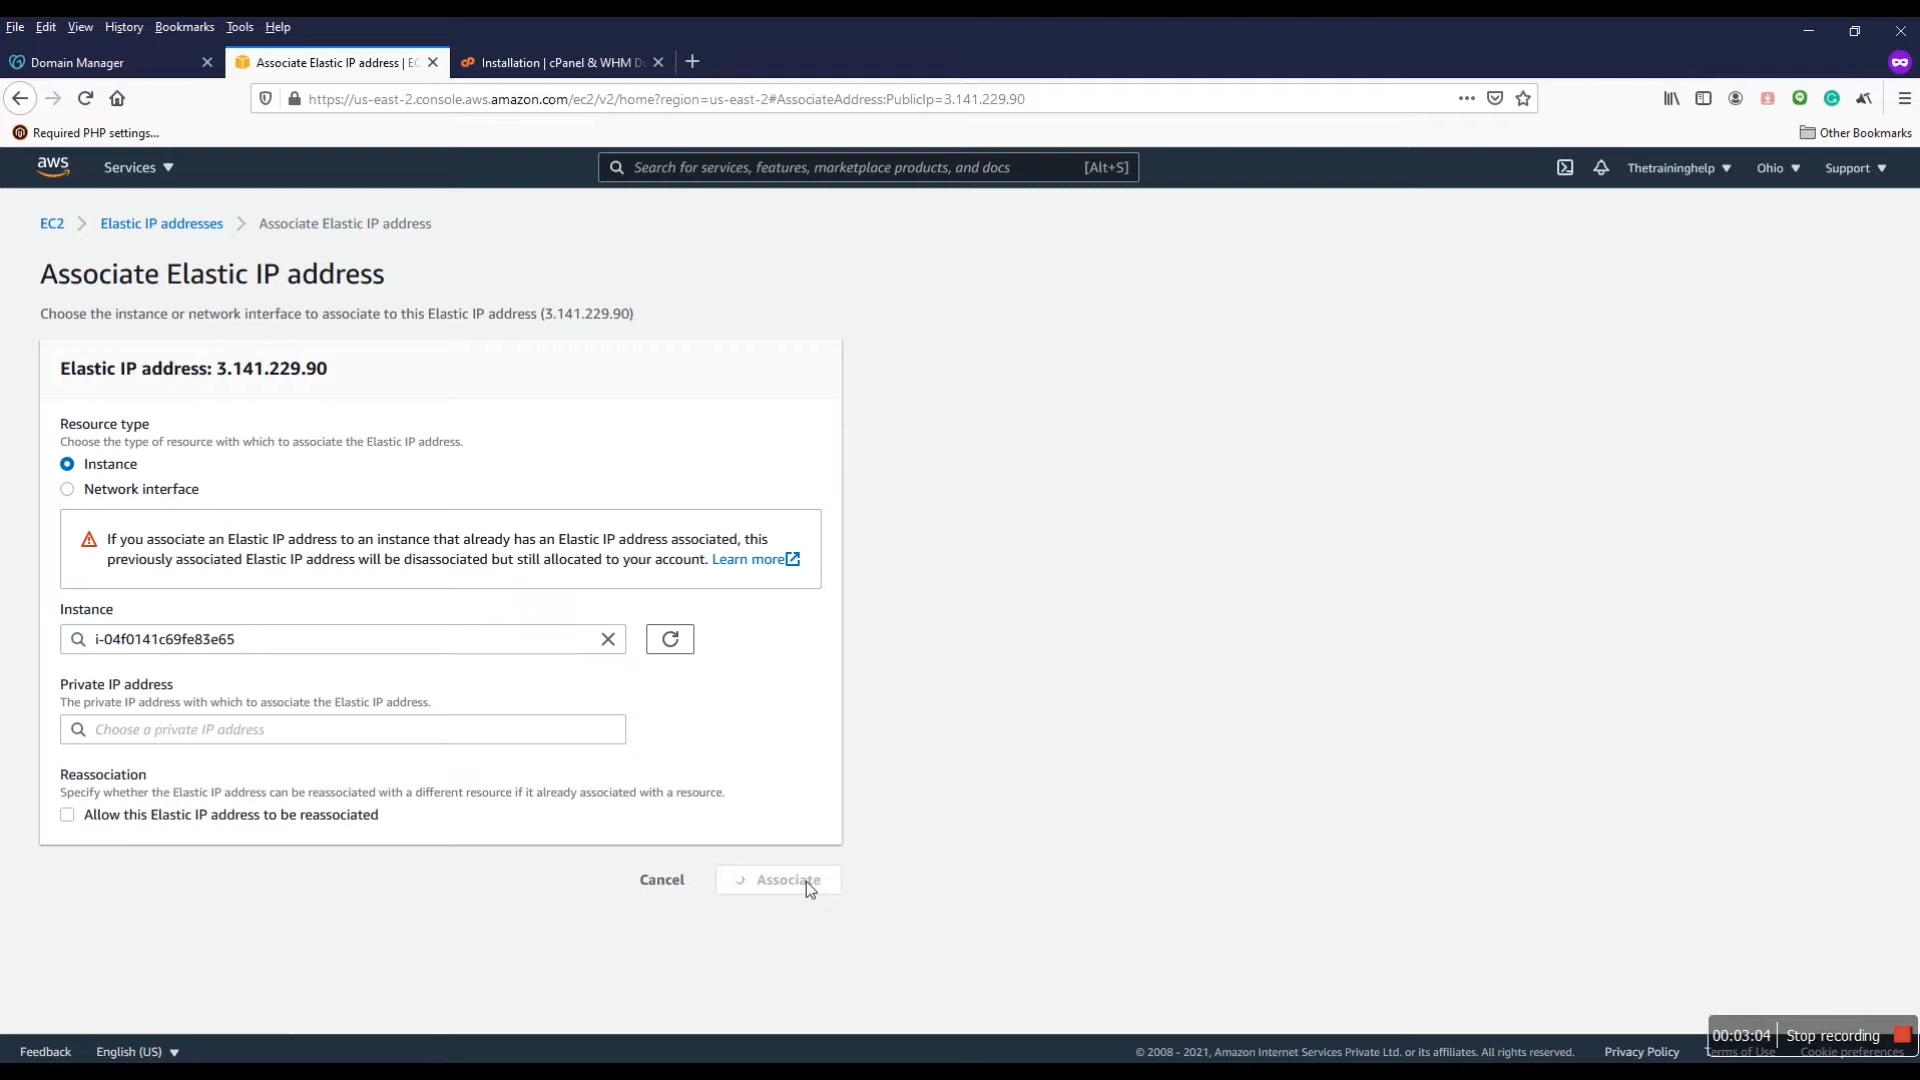 File Edit View History Bookmarks Tools Help
Domain Manager
Associate Elastic IP address | EC
Installation | cPanel & WHM D
https://us-east-2.console.aws.amazon.com/ec2/v2/home?region=us-east-2#AssociateAddress:PublicIp=3.141.229.90
Required PHP settings...
Other Bookmarks
aws
Services
Search for services, features, marketplace products, and docs
[Alt+S]
Thetraininghelp
Ohio
Support
EC2
Elastic IP addresses
Associate Elastic IP address
Associate Elastic IP address
Choose the instance or network interface to associate to this Elastic IP address (3.141.229.90)
Elastic IP address: 3.141.229.90
Resource type
Choose the type of resource with which to associate the Elastic IP address.
Instance
Network interface
If you associate an Elastic IP address to an instance that already has an Elastic IP address associated, this
previously associated Elastic IP address will be disassociated but still allocated to your account. Learn more
Instance
i-04f0141c69fe83e65
Private IP address
The private IP address with which to associate the Elastic IP address.
Choose a private IP address
Reassociation
Specify whether the Elastic IP address can be reassociated with a different resource if it already associated with a resource.
Allow this Elastic IP address to be reassociated
Cancel
Associate
00:03:04
Stop recording
Feedback
English (US)
© 2008 - 2021, Amazon Internet Services Private Ltd. or its affiliates. All rights reserved.
Privacy Policy
Terms of Use
Cookie preferences